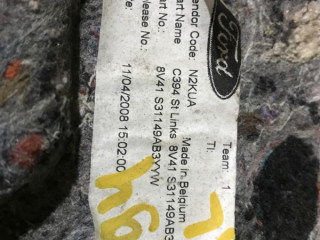 Ford
Team: 1
TI:
Vendor Code: N2KUA
Made in Belgium
Part Name C394 St Links 8V41 S31149AB3
Part No.: 8V41 S31149AB3YYW
Release No.:
11/04/2008 15:02:00